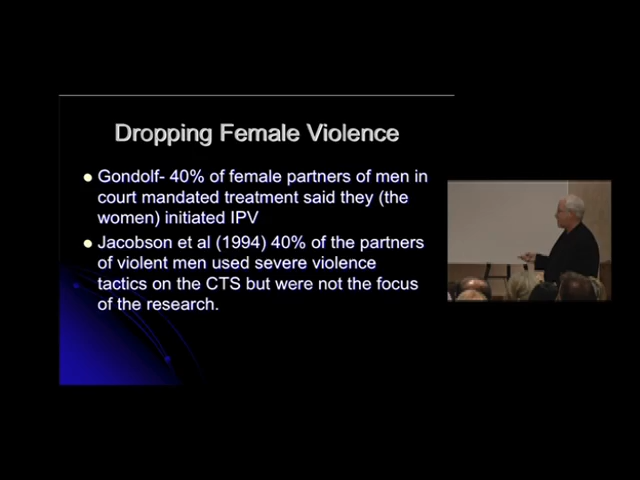 Dropping Female Violence
Gondolf- 40% of female partners of men in
court mandated treatment said they (the
women) initiated IPV
Jacobson et al (1994) 40% of the partners
of violent men used severe violence
tactics on the CTS but were not the focus
of the research.